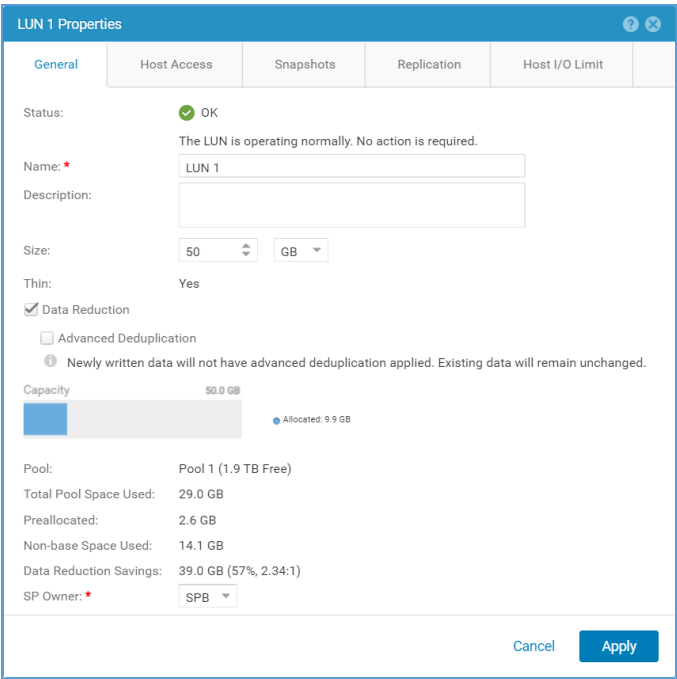 LUN 1 Properties
General Host Access Snapshots Replication Host I/O Limit
Status: OK
The LUN is operating normally. No action is required.
Name: * LUN 1
Description:
Size: 50 GB
Thin: Yes
Data Reduction
Advanced Deduplication
Newly written data will not have advanced deduplication applied. Existing data will remain unchanged.
Capacity 50.0 GB
Allocated: 9.9 GB
Pool: Pool 1 (1.9 TB Free)
Total Pool Space Used: 29.0 GB
Preallocated: 2.6 GB
Non-base Space Used: 14.1 GB
Data Reduction Savings: 39.0 GB (57%, 2.34:1)
SP Owner: * SPB
Cancel Apply